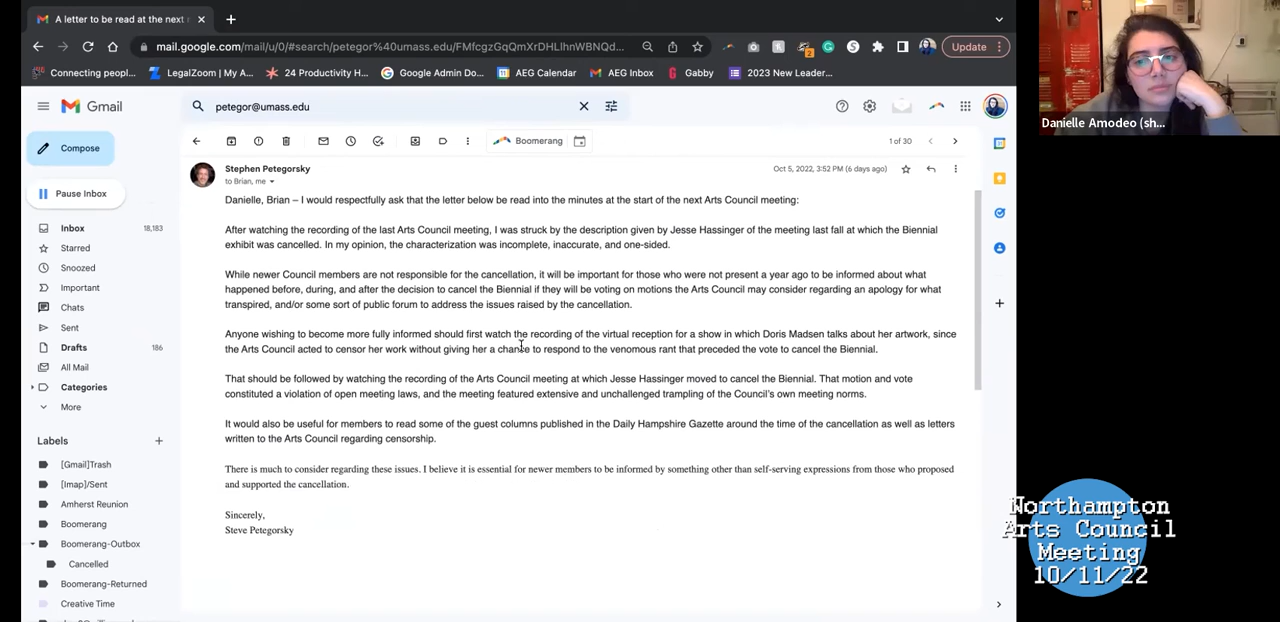 A letter to be read at the next
mail.google.com/mail/u/0/#search/petegor%40umass.edu/FMfcgzGqQmXrDHLlhnWBNQd...
Update
Connecting peopl...
LegalZoom | My A...
24 Productivity H...
Google Admin Do...
AEG Calendar
AEG Inbox
Gabby
2023 New Leader...
Gmail
petegor@umass.edu
Compose
Boomerang
1 of 30
Pause Inbox
Stephen Petegorsky
Oct 5, 2022, 3:52 PM (6 days ago)
to Brian, me
Danielle, Brian – I would respectfully ask that the letter below be read into the minutes at the start of the next Arts Council meeting:
After watching the recording of the last Arts Council meeting, I was struck by the description given by Jesse Hassinger of the meeting last fall at which the Biennial
exhibit was cancelled. In my opinion, the characterization was incomplete, inaccurate, and one-sided.
While newer Council members are not responsible for the cancellation, it will be important for those who were not present a year ago to be informed about what
happened before, during, and after the decision to cancel the Biennial if they will be voting on motions the Arts Council may consider regarding an apology for what
transpired, and/or some sort of public forum to address the issues raised by the cancellation.
Anyone wishing to become more fully informed should first watch the recording of the virtual reception for a show in which Doris Madsen talks about her artwork, since
the Arts Council acted to censor her work without giving her a chance to respond to the venomous rant that preceded the vote to cancel the Biennial.
That should be followed by watching the recording of the Arts Council meeting at which Jesse Hassinger moved to cancel the Biennial. That motion and vote
constituted a violation of open meeting laws, and the meeting featured extensive and unchallenged trampling of the Council's own meeting norms.
It would also be useful for members to read some of the guest columns published in the Daily Hampshire Gazette around the time of the cancellation as well as letters
written to the Arts Council regarding censorship.
There is much to consider regarding these issues. I believe it is essential for newer members to be informed by something other than self-serving expressions from those who proposed
and supported the cancellation.
Sincerely,
Steve Petegorsky
Inbox 18,183
Starred
Snoozed
Important
Chats
Sent
Drafts 186
All Mail
Categories
More
Labels
[Gmail]Trash
[Imap]/Sent
Amherst Reunion
Boomerang
Boomerang-Outbox
Cancelled
Boomerang-Returned
Creative Time
Danielle Amodeo (sh...
Northampton
Arts Council
Meeting
10/11/22